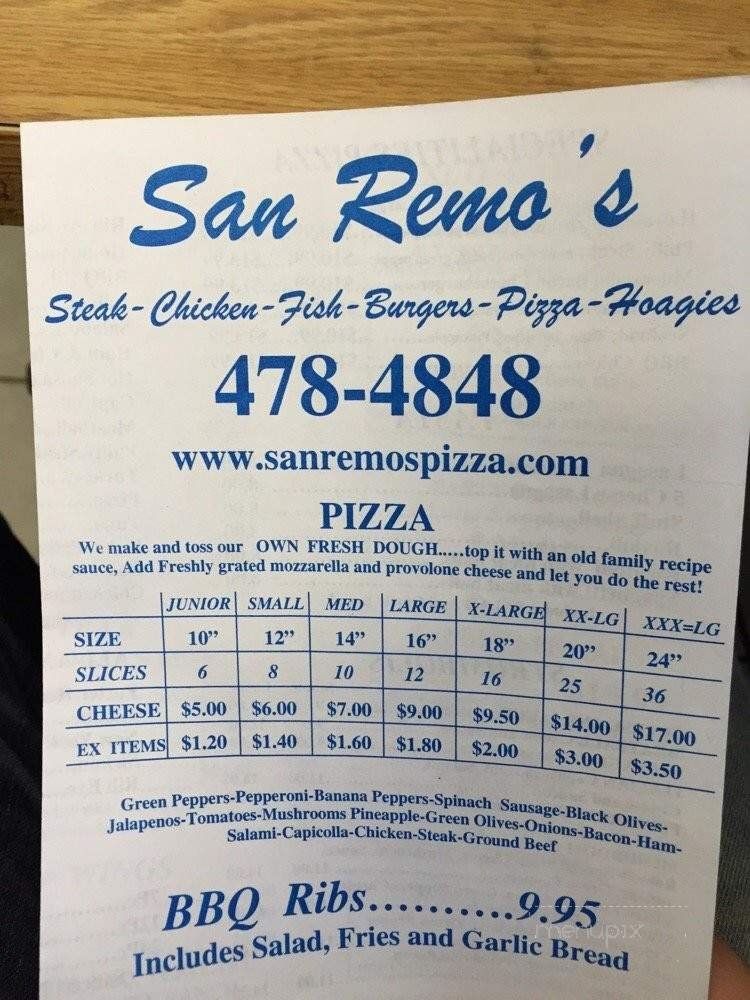 San Remo's
Steak-Chicken-Fish-Burgers-Pizza-Hoagies
478-4848
www.sanremospizza.com
PIZZA
We make and toss our OWN FRESH DOUGH.....top it with an old family recipe
sauce, Add Freshly grated mozzarella and provolone cheese and let you do the rest!
JUNIOR SMALL MED LARGE X-LARGE XX-LG XXX=LG
SIZE 10” 12” 14” 16” 18” 20” 24”
SLICES 6 8 10 12 16 25 36
CHEESE $5.00 $6.00 $7.00 $9.00 $9.50 $14.00 $17.00
EX ITEMS $1.20 $1.40 $1.60 $1.80 $2.00 $3.00 $3.50
Green Peppers-Pepperoni-Banana Peppers-Spinach Sausage-Black Olives-
Jalapenos-Tomatoes-Mushrooms Pineapple-Green Olives-Onions-Bacon-Ham-
Salami-Capicolla-Chicken-Steak-Ground Beef
BBQ Ribs..........9.95
menupix
Includes Salad, Fries and Garlic Bread